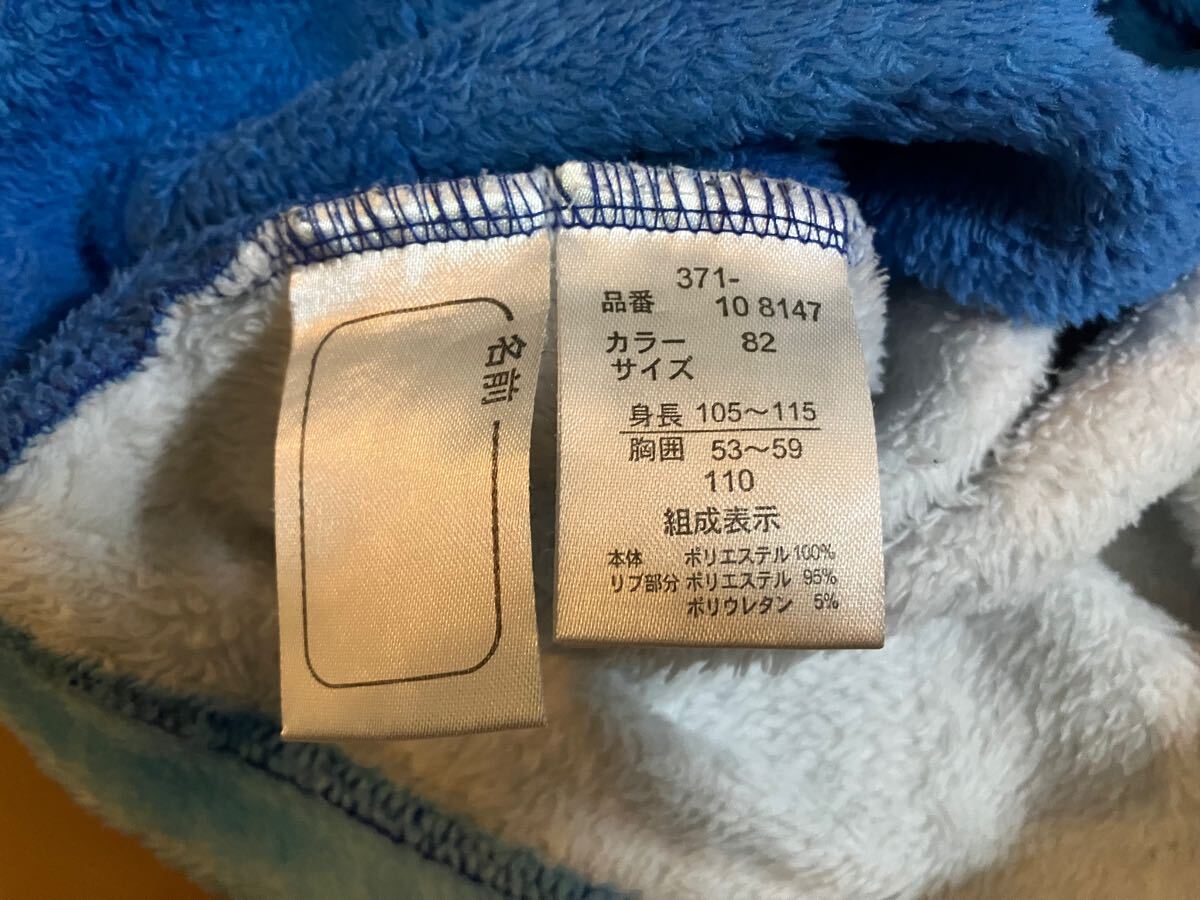 名前
371-
品番 10 8147
カラー 82
サイズ
身長 105〜115
胸囲 53〜59
110
組成表示
本体 ポリエステル 100%
リブ部分 ポリエステル 95%
ポリウレタン 5%